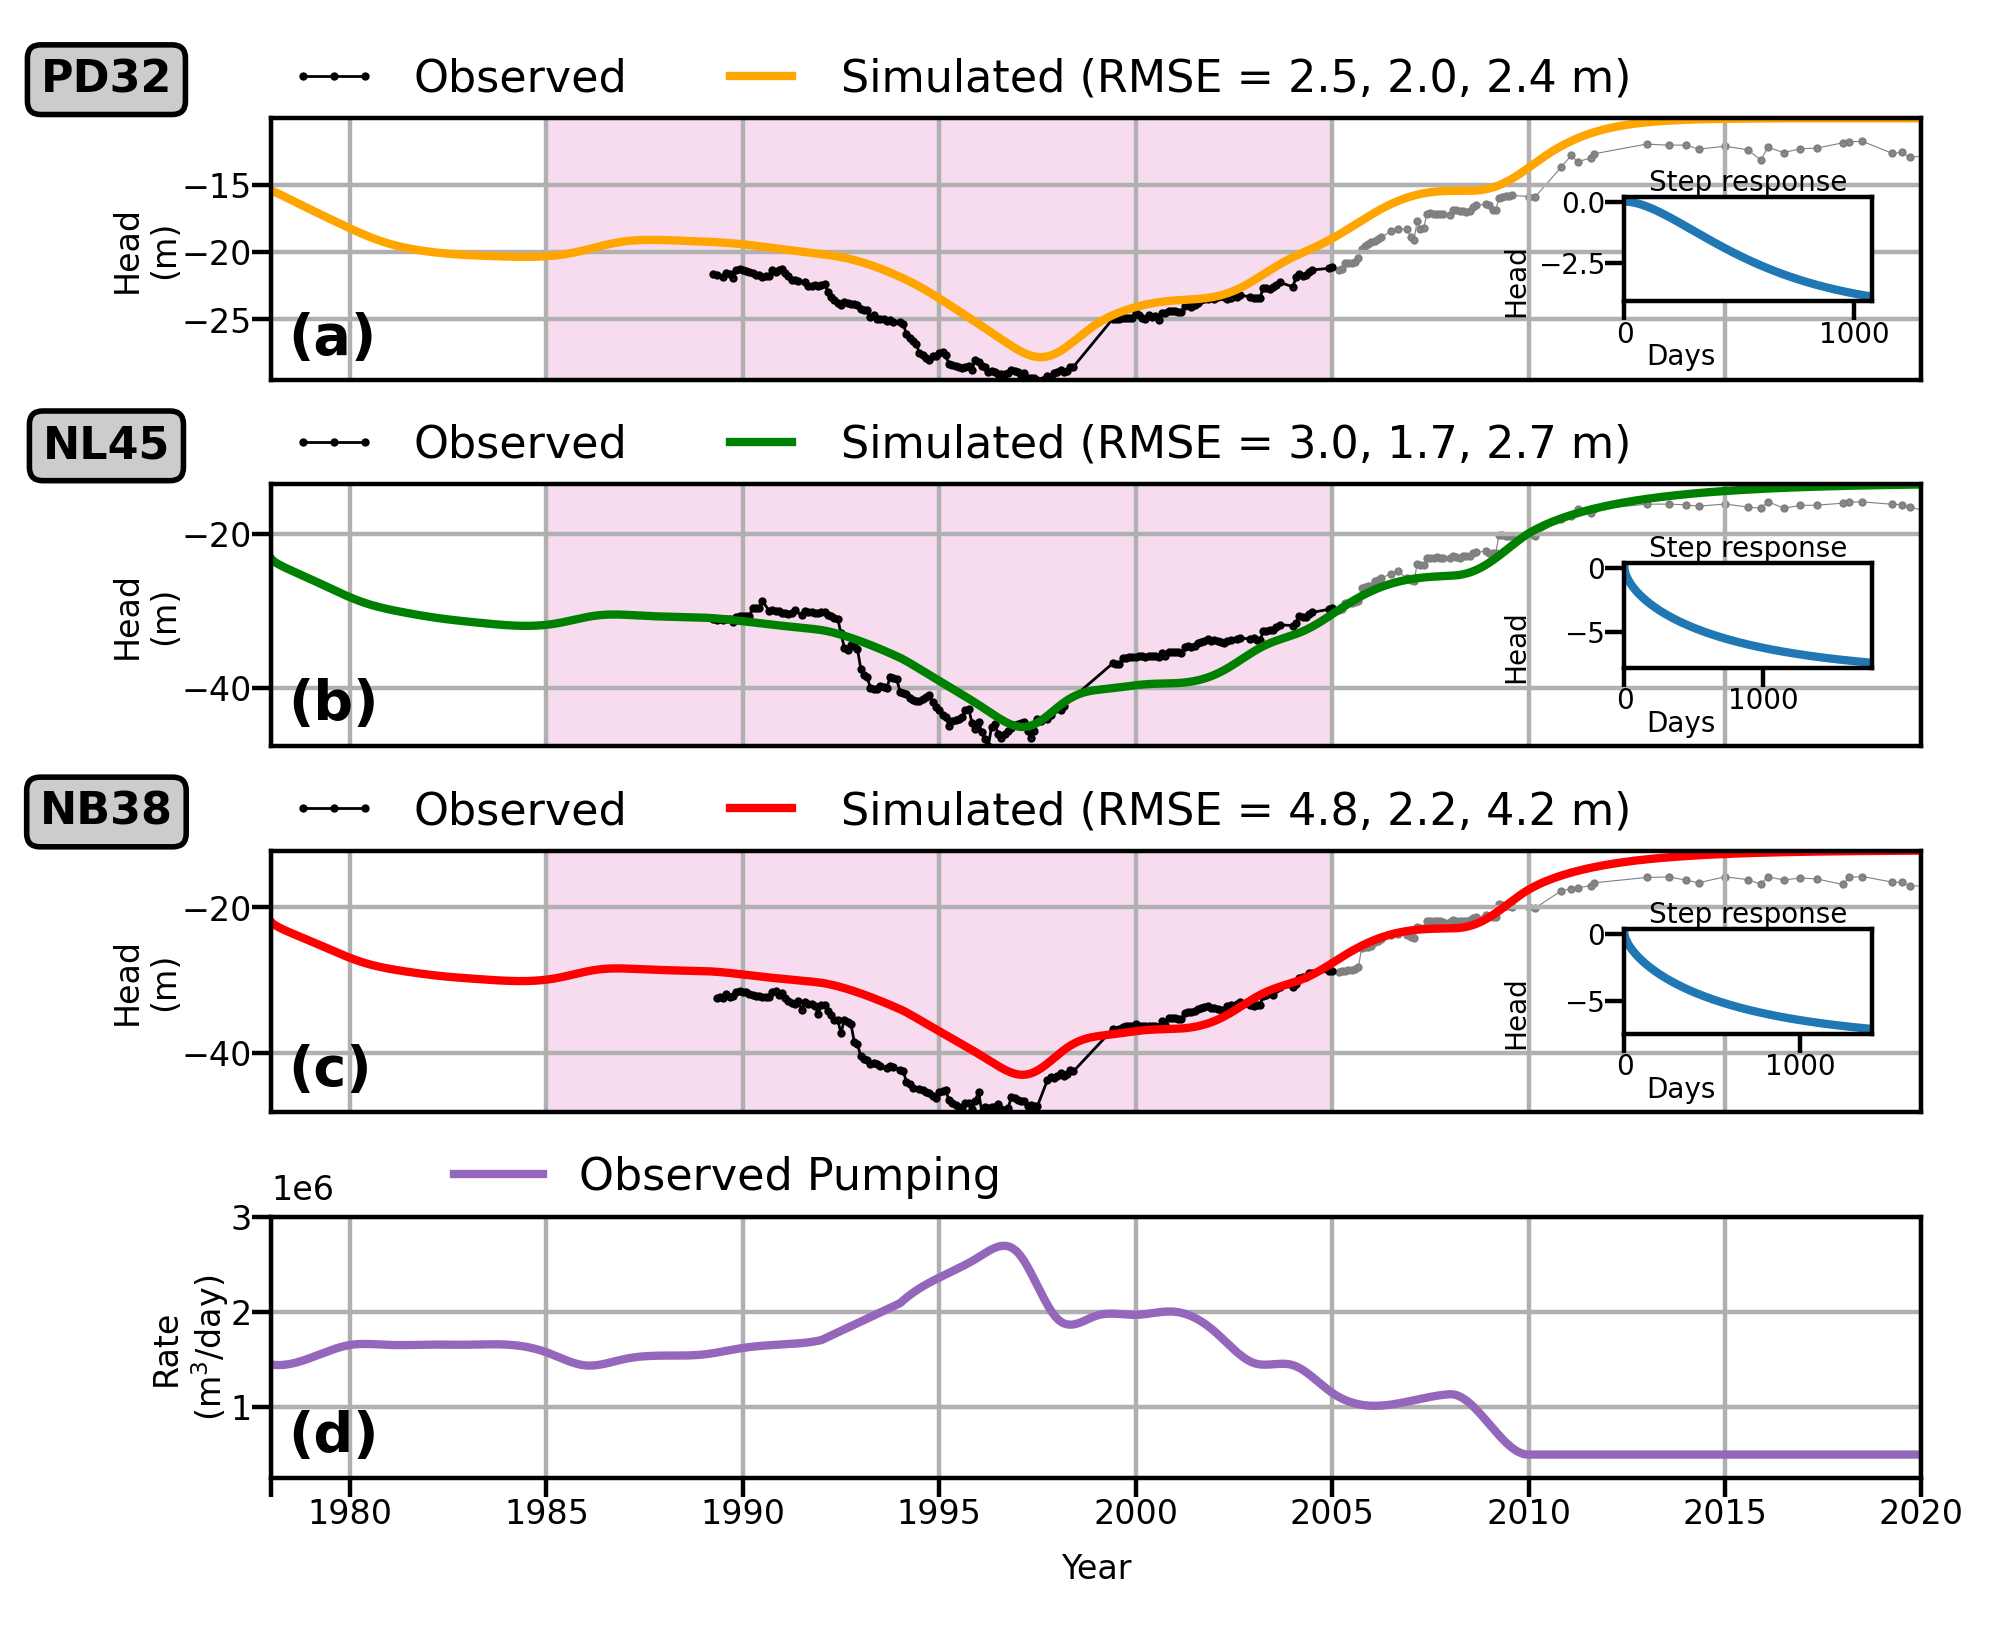 PD32
Observed
Simulated (RMSE = 2.5, 2.0, 2.4 m)
Head
(m)
−15
−20
−25
(a)
Step response
Head
0.0
−2.5
0
1000
Days
NL45
Observed
Simulated (RMSE = 3.0, 1.7, 2.7 m)
Head
(m)
−20
−40
(b)
Step response
Head
0
−5
0
1000
Days
NB38
Observed
Simulated (RMSE = 4.8, 2.2, 4.2 m)
Head
(m)
−20
−40
(c)
Step response
Head
0
−5
0
1000
Days
Observed Pumping
1e6
Rate
(m³/day)
3
2
1
(d)
1980 1985 1990 1995 2000 2005 2010 2015 2020
Year